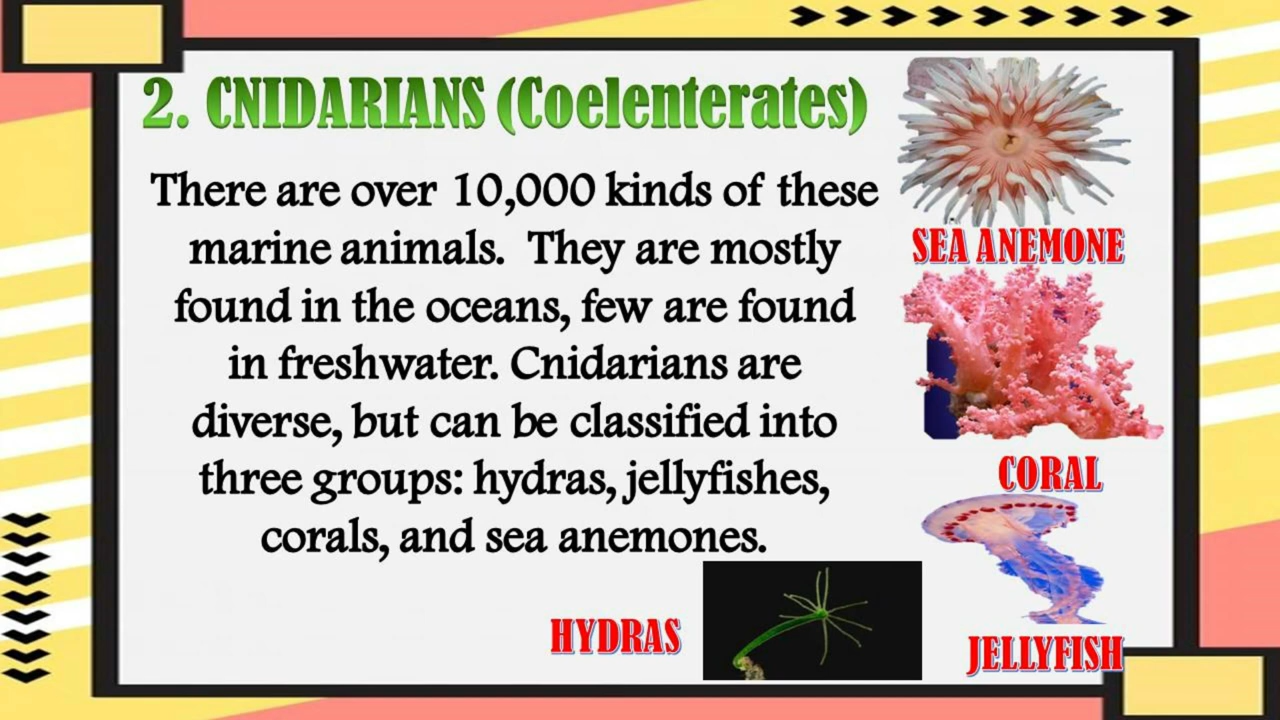 2. CNIDARIANS (Coelenterates)
There are over 10,000 kinds of these
marine animals. They are mostly
found in the oceans, few are found
in freshwater. Cnidarians are
diverse, but can be classified into
three groups: hydras, jellyfishes,
corals, and sea anemones.
SEA ANEMONE
CORAL
HYDRAS
JELLYFISH